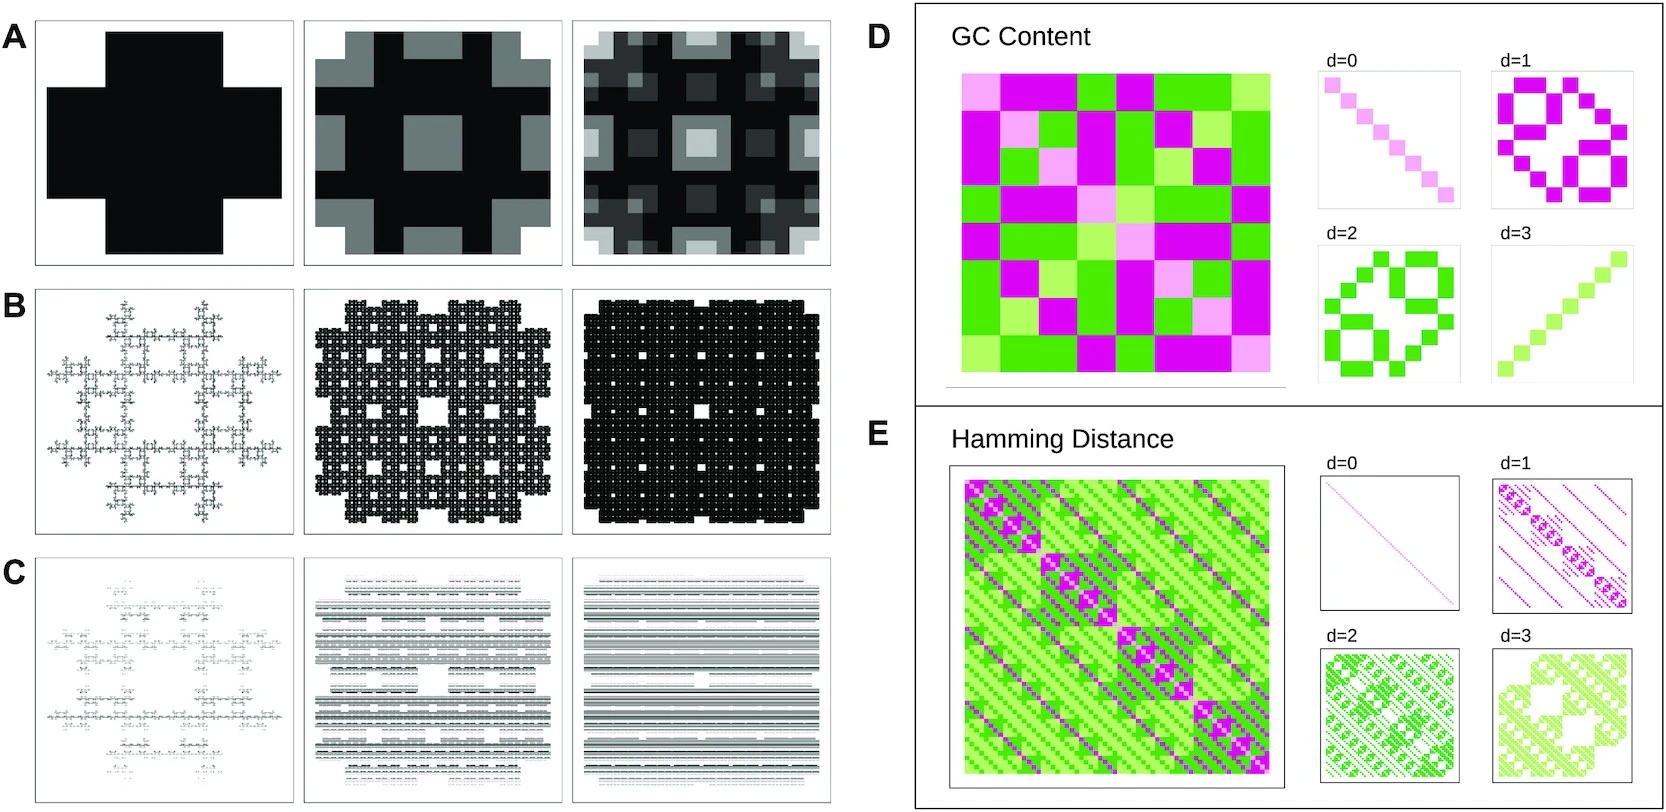 A
B
C
D
GC Content
d=0
d=1
d=2
d=3
E
Hamming Distance
d=0
d=1
d=2
d=3